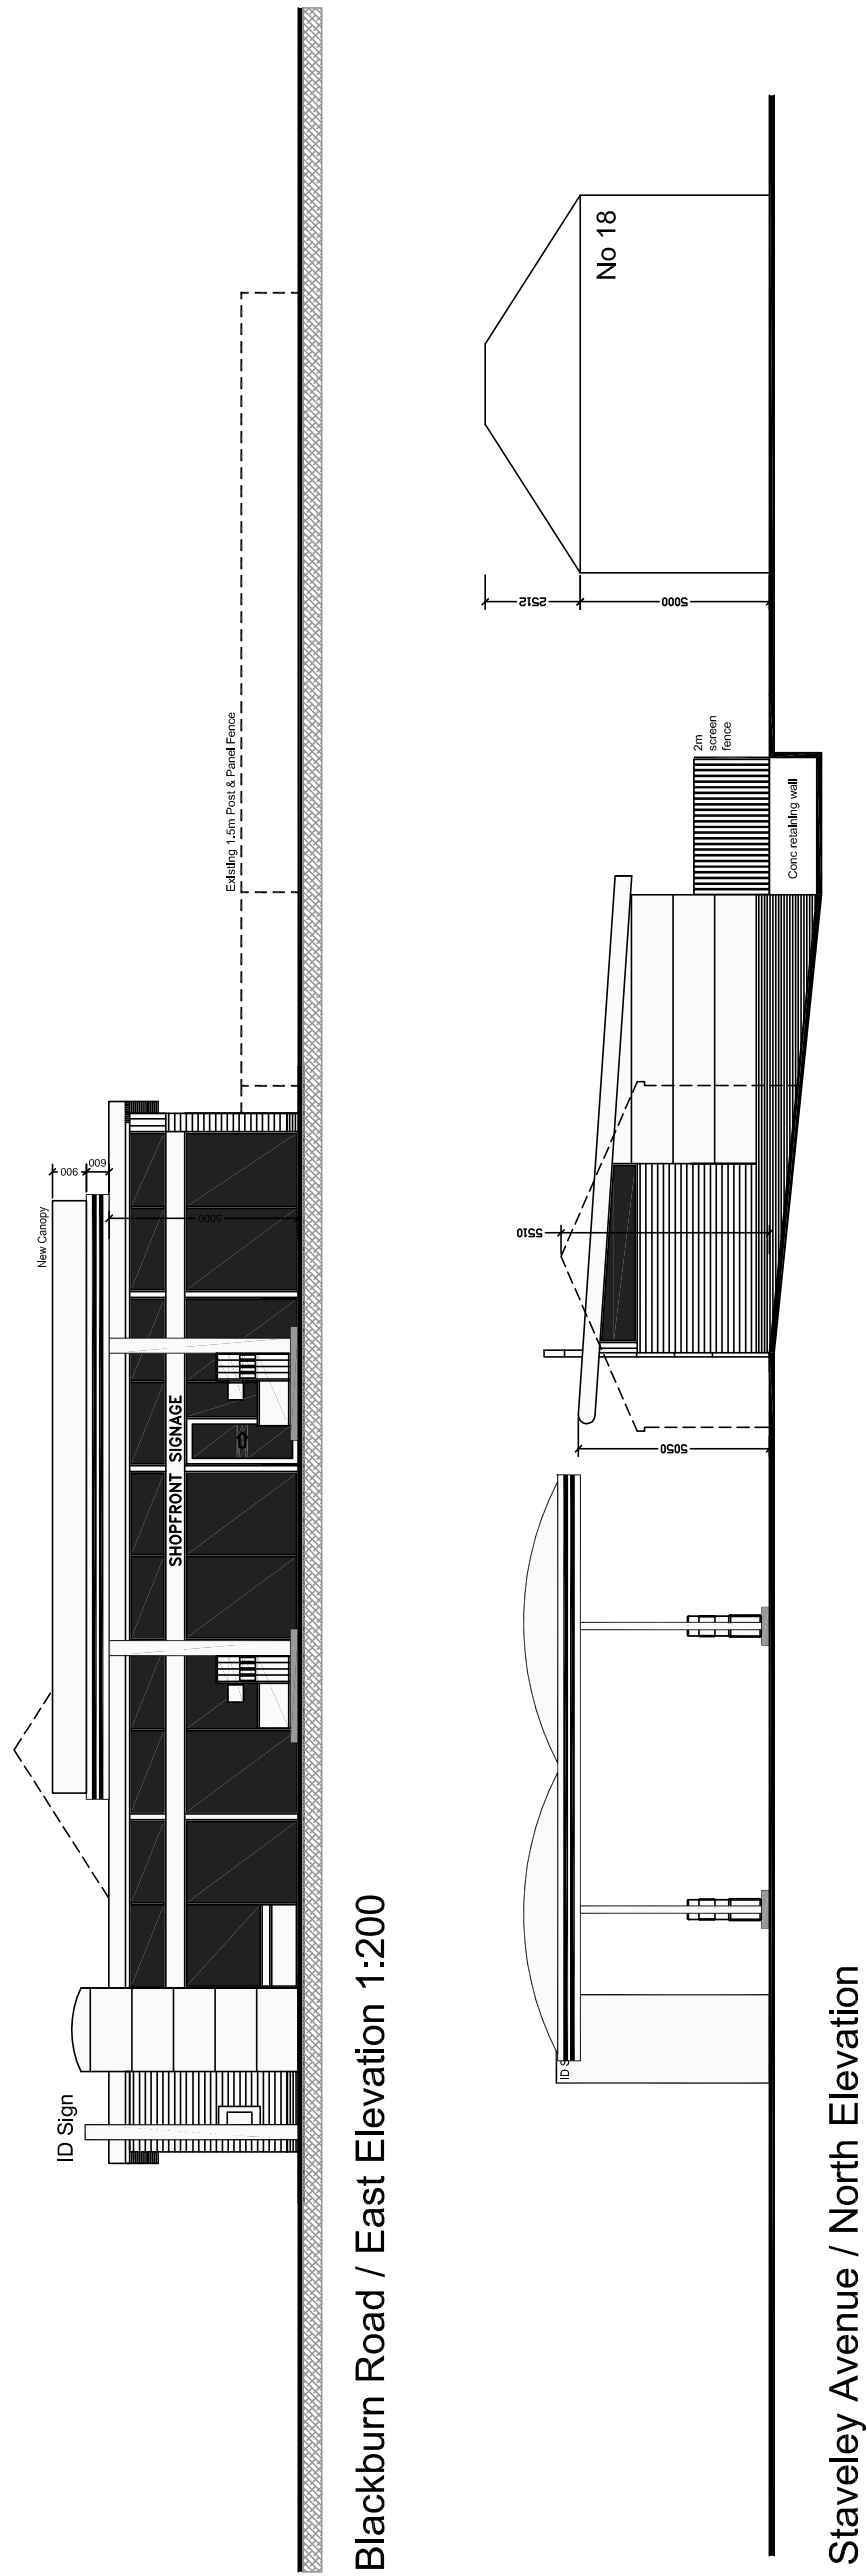 ID Sign
New Canopy
900
600
5000
SHOPFRONT SIGNAGE
Existing 1.5m Post & Panel Fence
Blackburn Road / East Elevation 1:200
ID S
5050
5510
2m
screen
fence
Conc retaining wall
2512
5000
No 18
Staveley Avenue / North Elevation